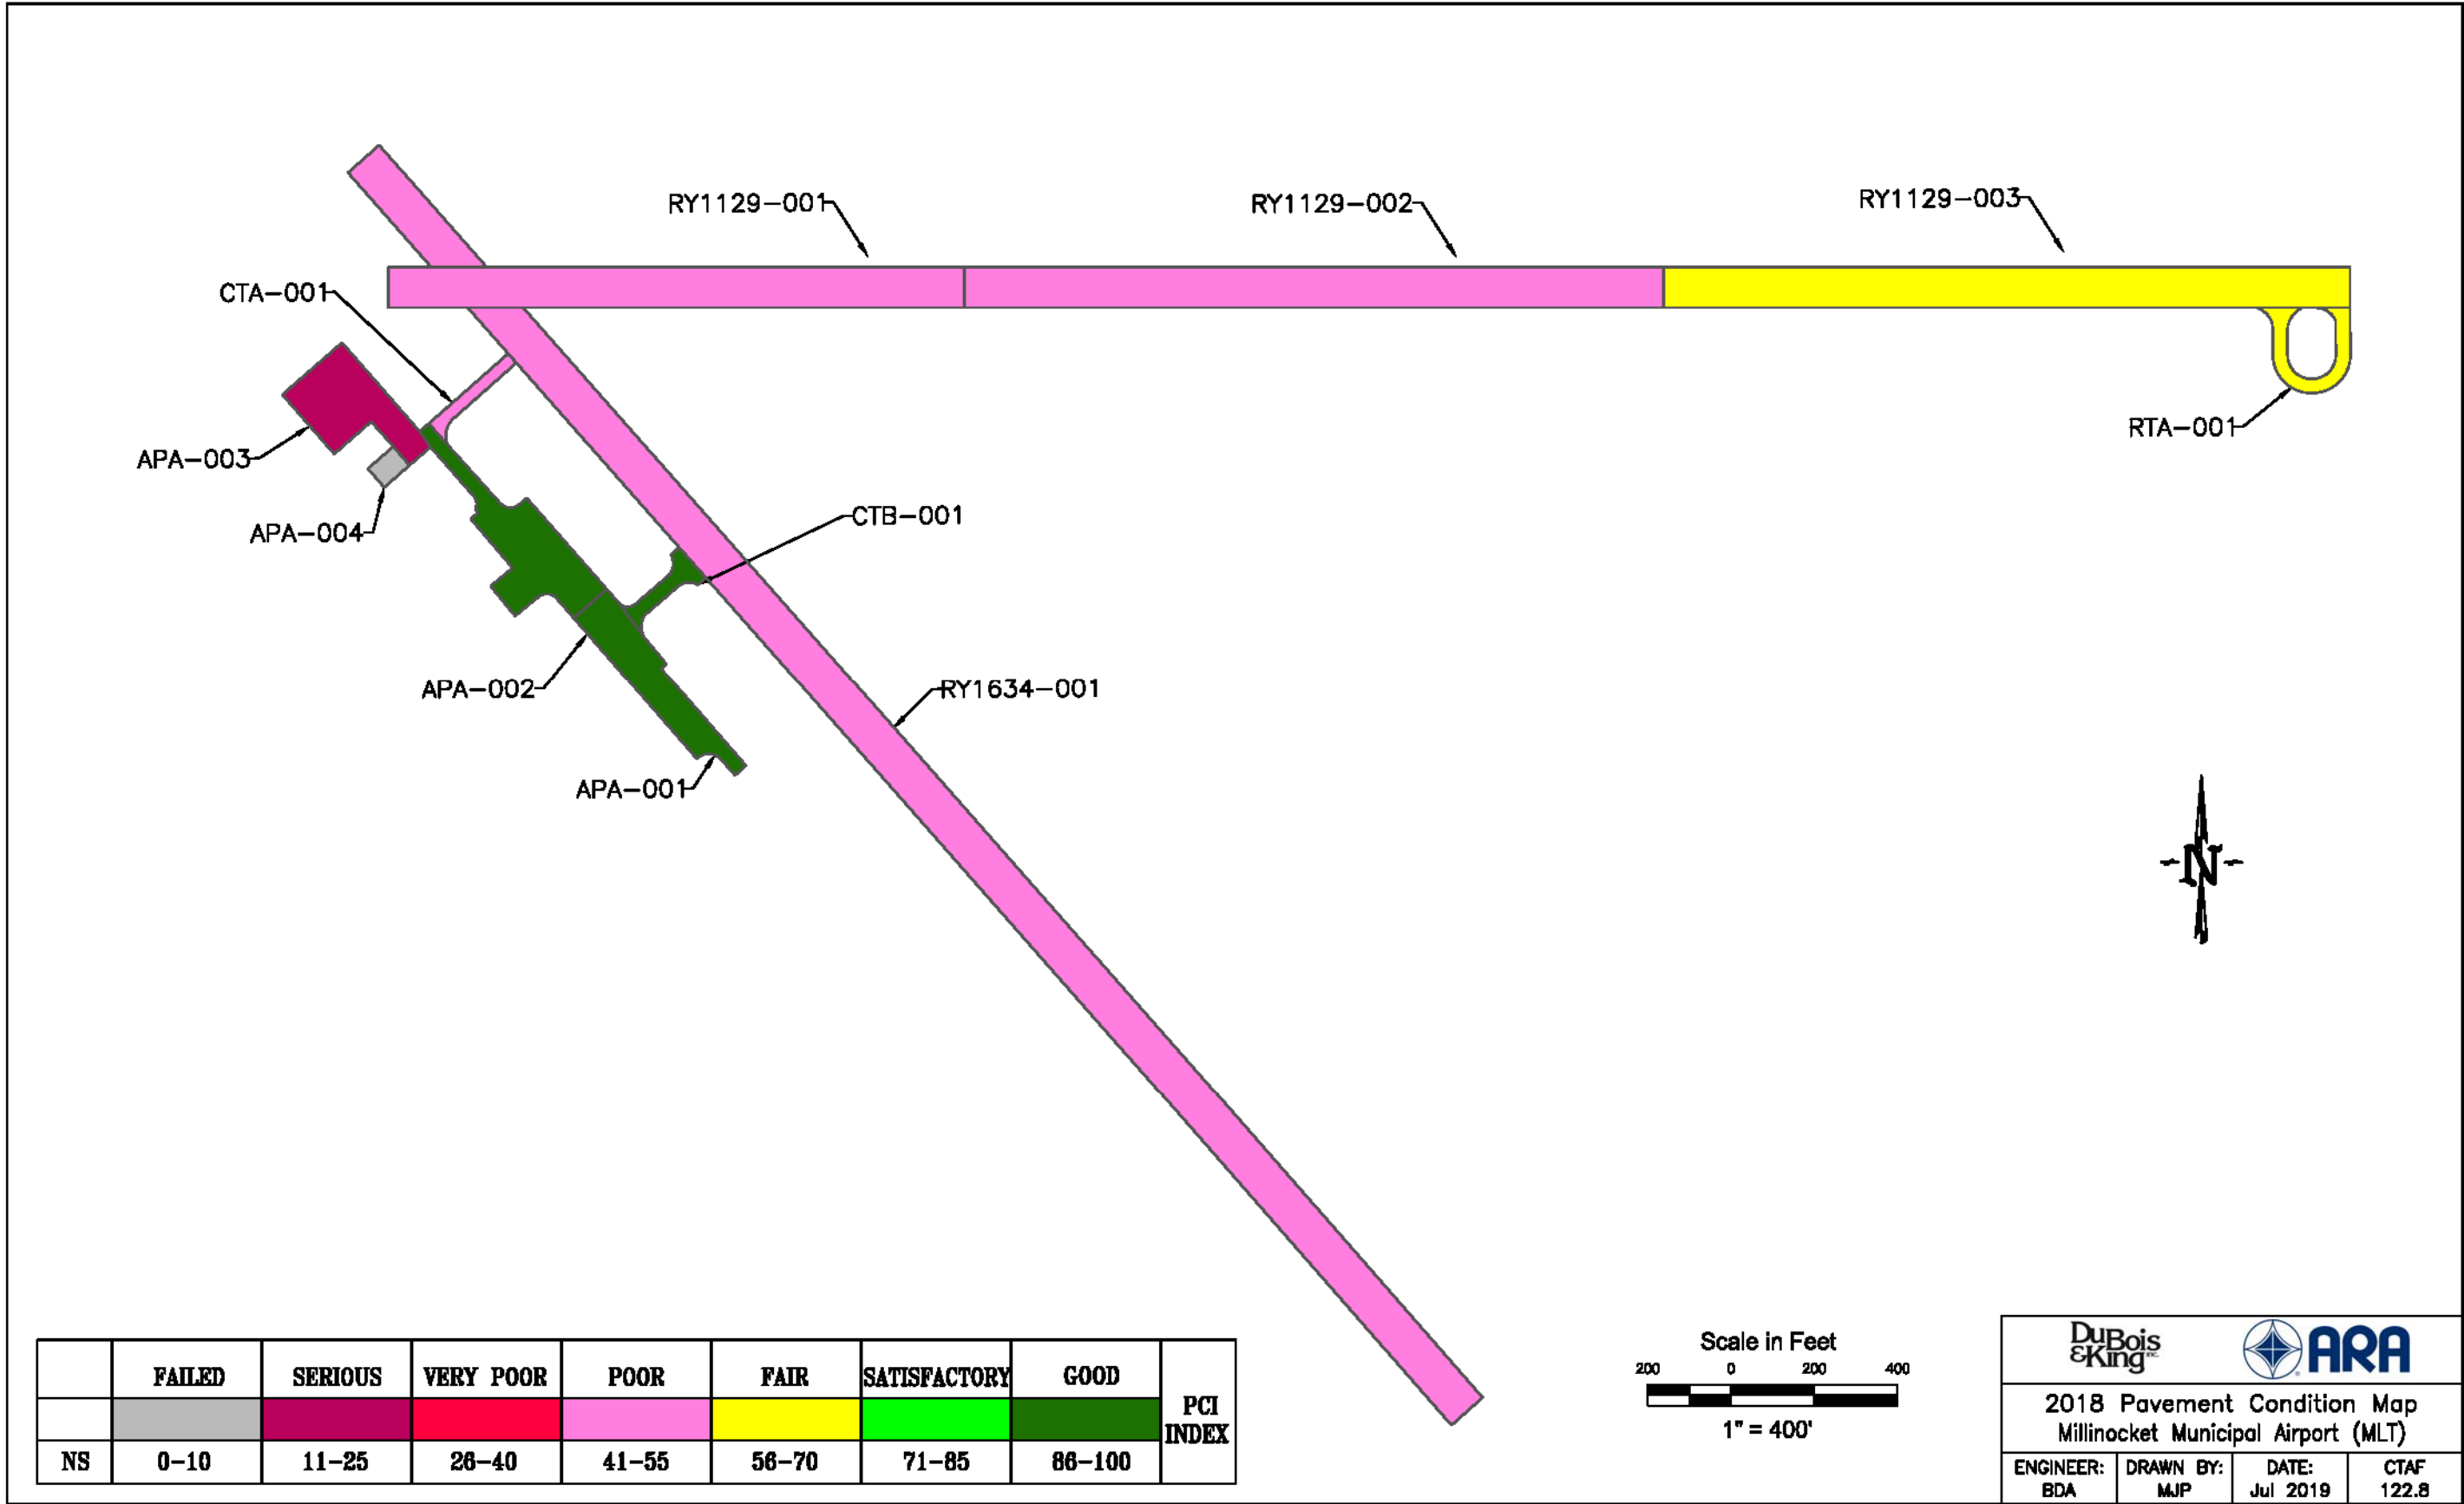 RY1129-001
RY1129-002
RY1129-003
CTA-001
RTA-001
APA-003
APA-004
CTB-001
APA-002
RY1634-001
APA-001
N
FAILED SERIOUS VERY POOR POOR FAIR SATISFACTORY GOOD
PCI
INDEX
NS 0-10 11-25 26-40 41-55 56-70 71-85 86-100
Scale in Feet
200 0 200 400
1" = 400'
DuBois
&King inc.
ARA
2018 Pavement Condition Map
Millinocket Municipal Airport (MLT)
ENGINEER: DRAWN BY: DATE: CTAF
BDA MJP Jul 2019 122.8